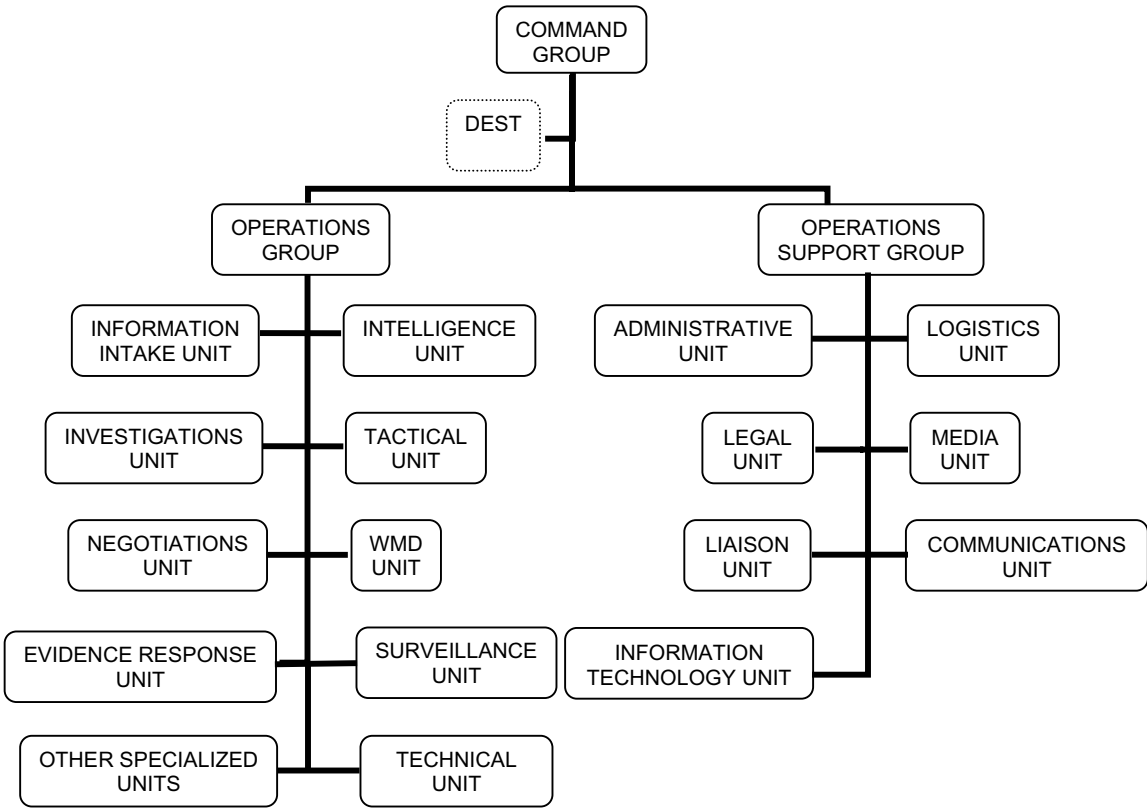 COMMAND
GROUP
DEST
OPERATIONS
GROUP
OPERATIONS
SUPPORT GROUP
INFORMATION
INTAKE UNIT
INTELLIGENCE
UNIT
ADMINISTRATIVE
UNIT
LOGISTICS
UNIT
INVESTIGATIONS
UNIT
TACTICAL
UNIT
LEGAL
UNIT
MEDIA
UNIT
NEGOTIATIONS
UNIT
WMD
UNIT
LIAISON
UNIT
COMMUNICATIONS
UNIT
EVIDENCE RESPONSE
UNIT
SURVEILLANCE
UNIT
INFORMATION
TECHNOLOGY UNIT
OTHER SPECIALIZED
UNITS
TECHNICAL
UNIT